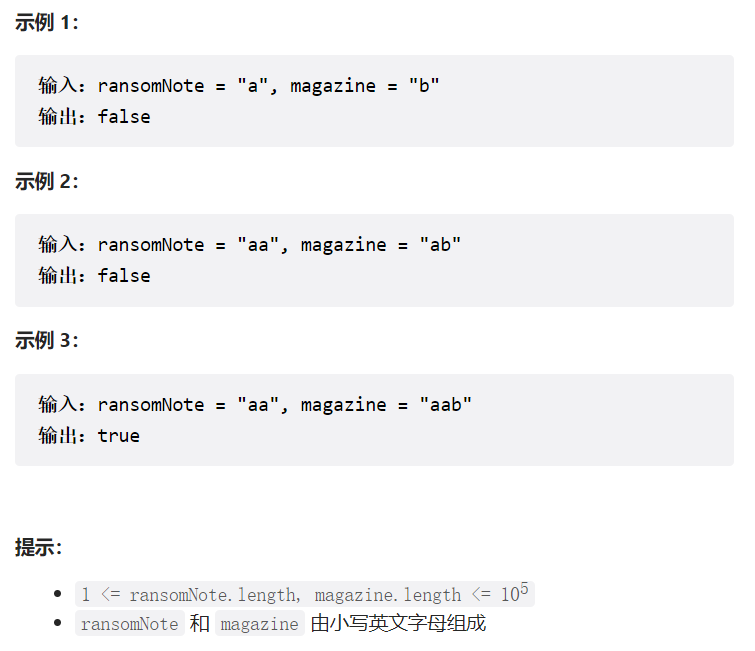 示例 1：
输入：ransomNote = "a", magazine = "b"
输出：false
示例 2：
输入：ransomNote = "aa", magazine = "ab"
输出：false
示例 3：
输入：ransomNote = "aa", magazine = "aab"
输出：true
提示：
• 1 <= ransomNote.length, magazine.length <= 10⁵
• ransomNote 和 magazine 由小写英文字母组成